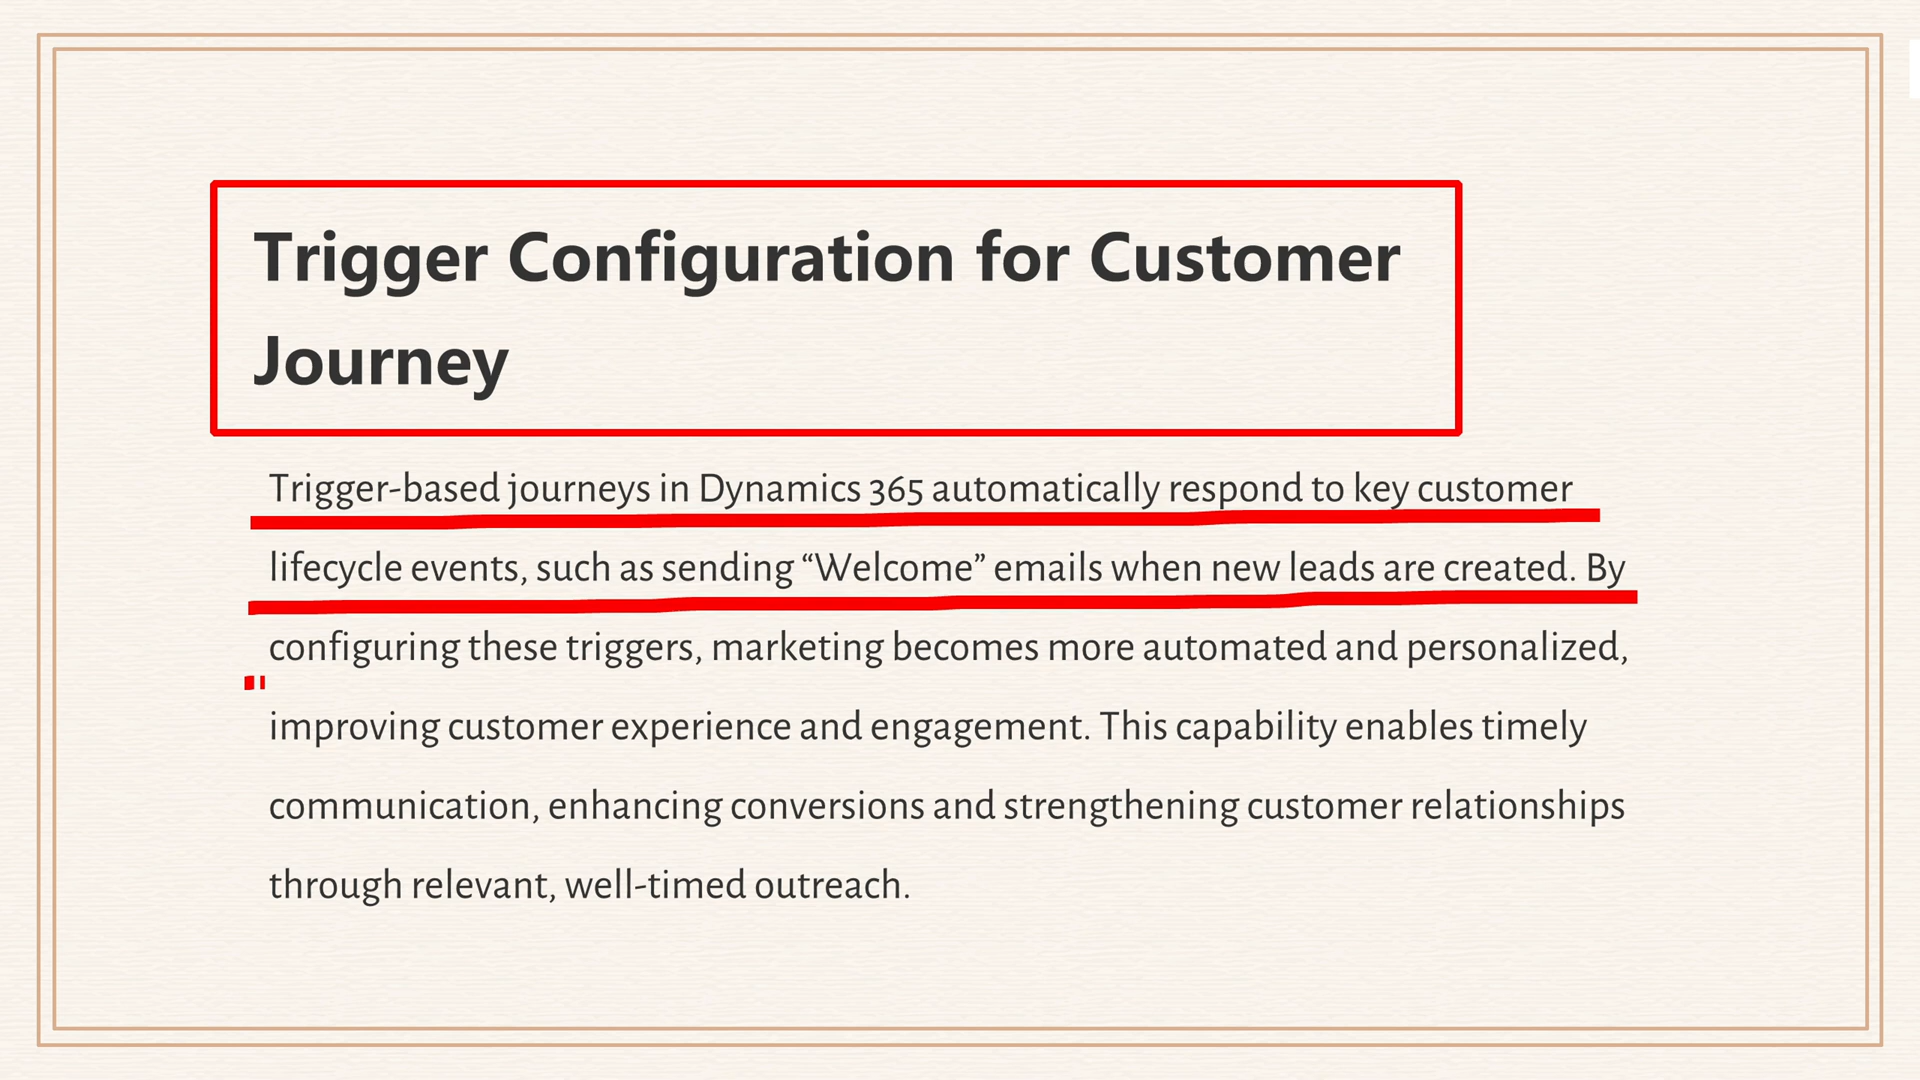 Trigger Configuration for Customer
Journey
Trigger-based journeys in Dynamics 365 automatically respond to key customer
lifecycle events, such as sending “Welcome” emails when new leads are created. By
configuring these triggers, marketing becomes more automated and personalized,
improving customer experience and engagement. This capability enables timely
communication, enhancing conversions and strengthening customer relationships
through relevant, well-timed outreach.